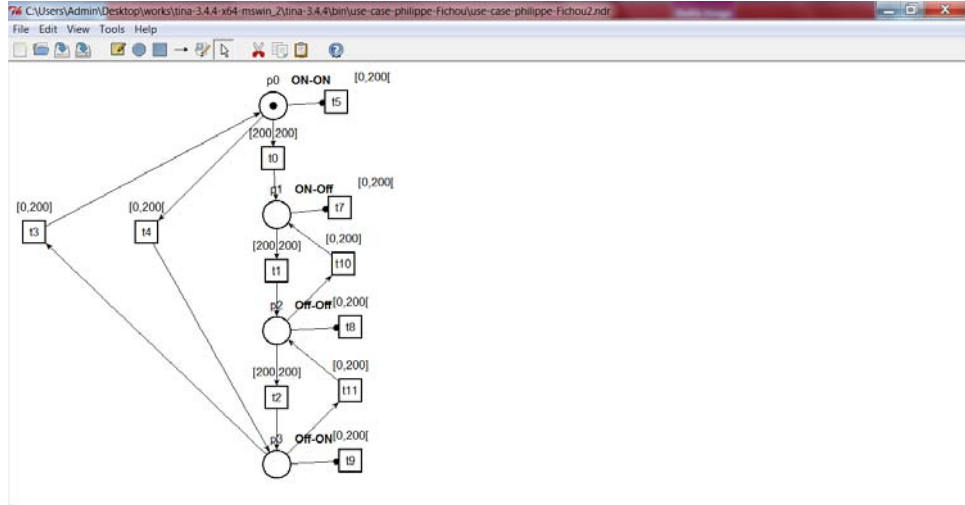 C:\Users\Admin\Desktop\works\tina-3.4.4-x64-mswin_2\tina-3.4.4\bin\use-case-philippe-Fichou\use-case-philippe-Fichou2.ndr
File Edit View Tools Help
p0 ON-ON [0,200[
t5
[200,200]
t0
p1 ON-Off [0,200[
t7
[0,200] [0,200[
t3 t4
[200,200] [0,200]
t10
t1
p2 Off-Off [0,200[
t8
[0,200]
[200,200]
t11
t2
p3 Off-ON [0,200[
t9